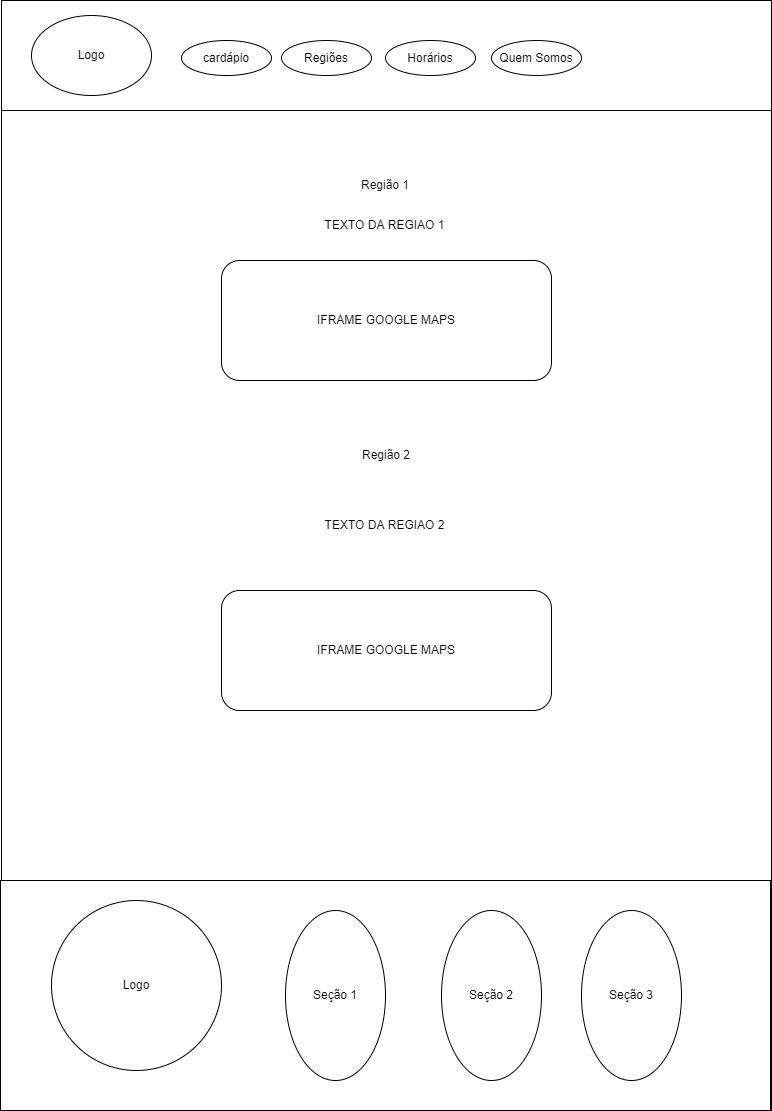 Logo
cardápio
Regiões
Horários
Quem Somos
Região 1
TEXTO DA REGIAO 1
IFRAME GOOGLE MAPS
Região 2
TEXTO DA REGIAO 2
IFRAME GOOGLE MAPS
Logo
Seção 1
Seção 2
Seção 3